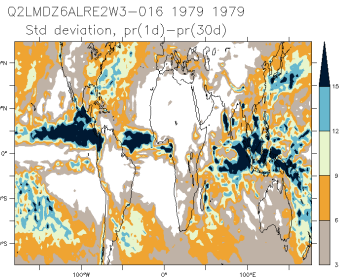 Q2LMDZ6ALRE2W3-016 1979 1979
Std deviation, pr(1d)-pr(30d)
15
12
9
6
3
0°
100°W
0°
100°E